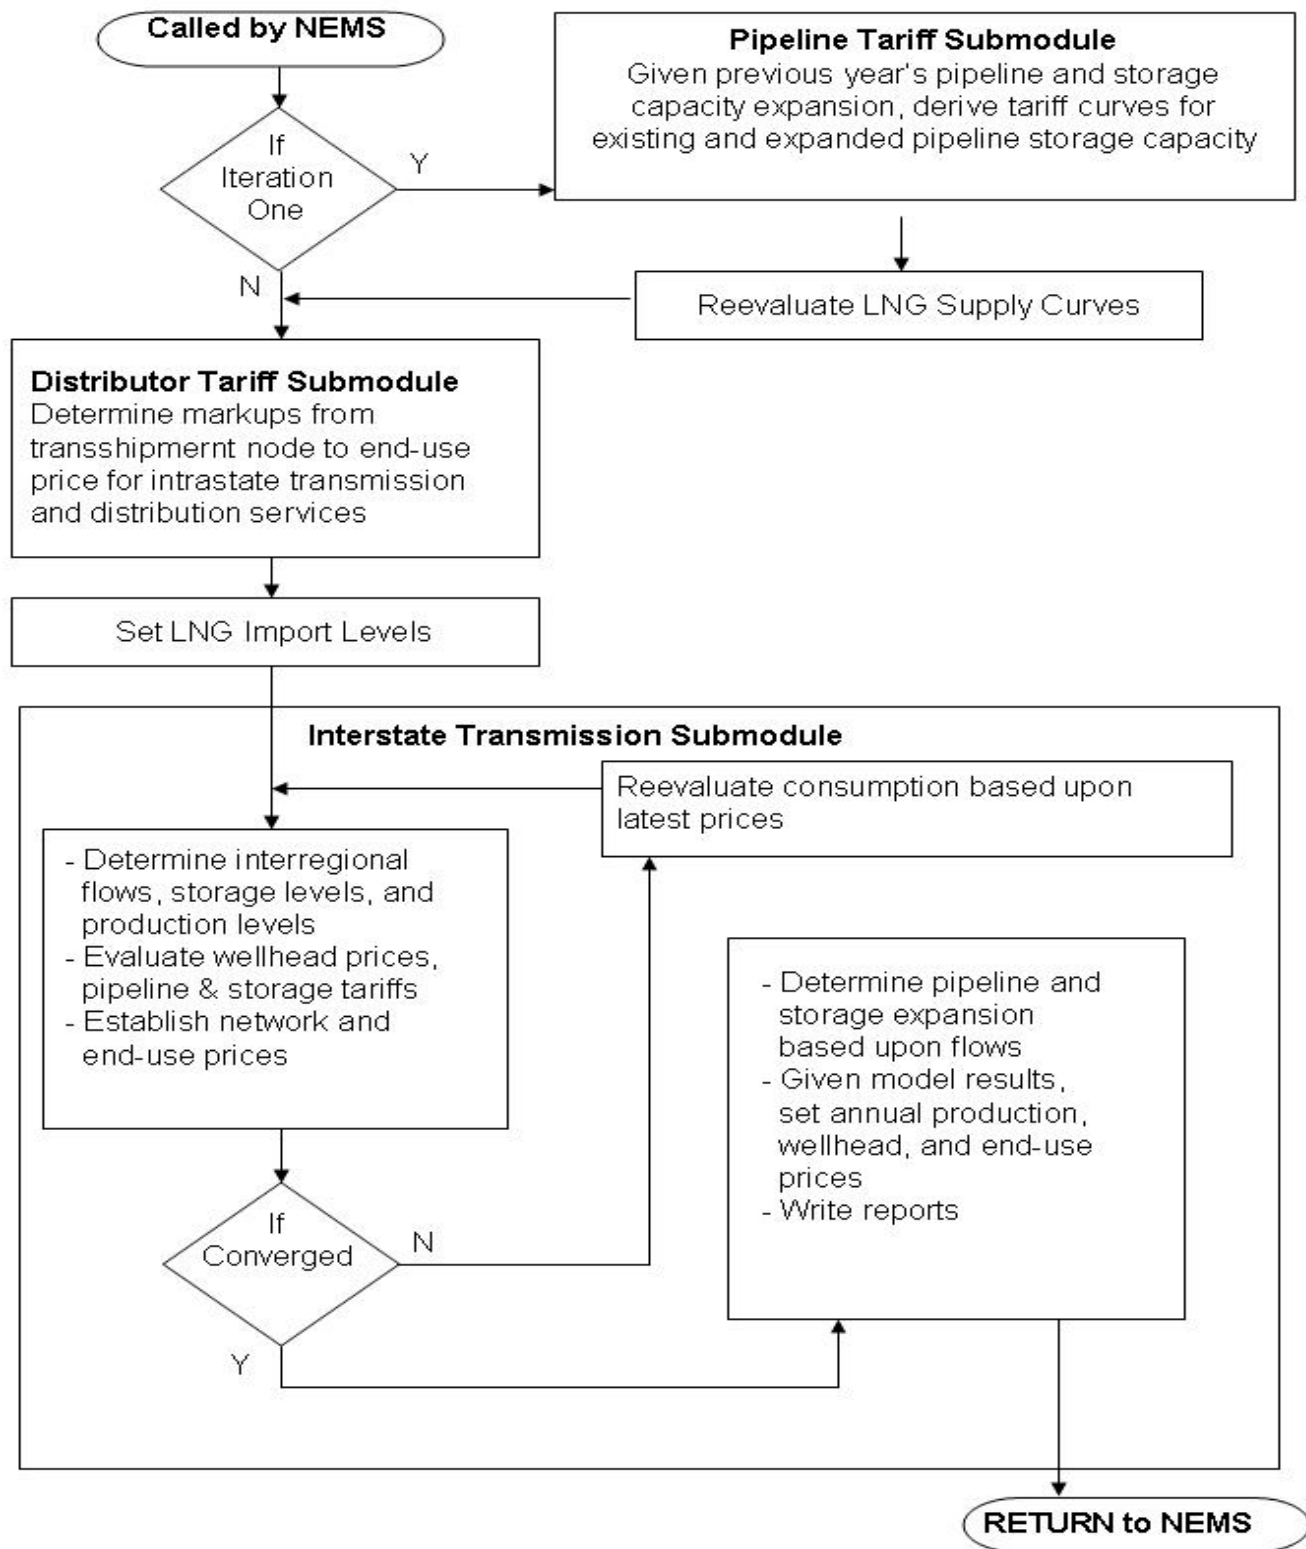 Called by NEMS
Pipeline Tariff Submodule
Given previous year's pipeline and storage
capacity expansion, derive tariff curves for
existing and expanded pipeline storage capacity
If
Iteration
One
Y
N
Reevaluate LNG Supply Curves
Distributor Tariff Submodule
Determine markups from
transshipmernt node to end-use
price for intrastate transmission
and distribution services
Set LNG Import Levels
Interstate Transmission Submodule
Reevaluate consumption based upon
latest prices
- Determine interregional
flows, storage levels, and
production levels
- Evaluate wellhead prices,
pipeline & storage tariffs
- Establish network and
end-use prices
- Determine pipeline and
storage expansion
based upon flows
- Given model results,
set annual production,
wellhead, and end-use
prices
- Write reports
If
Converged
N
Y
RETURN to NEMS